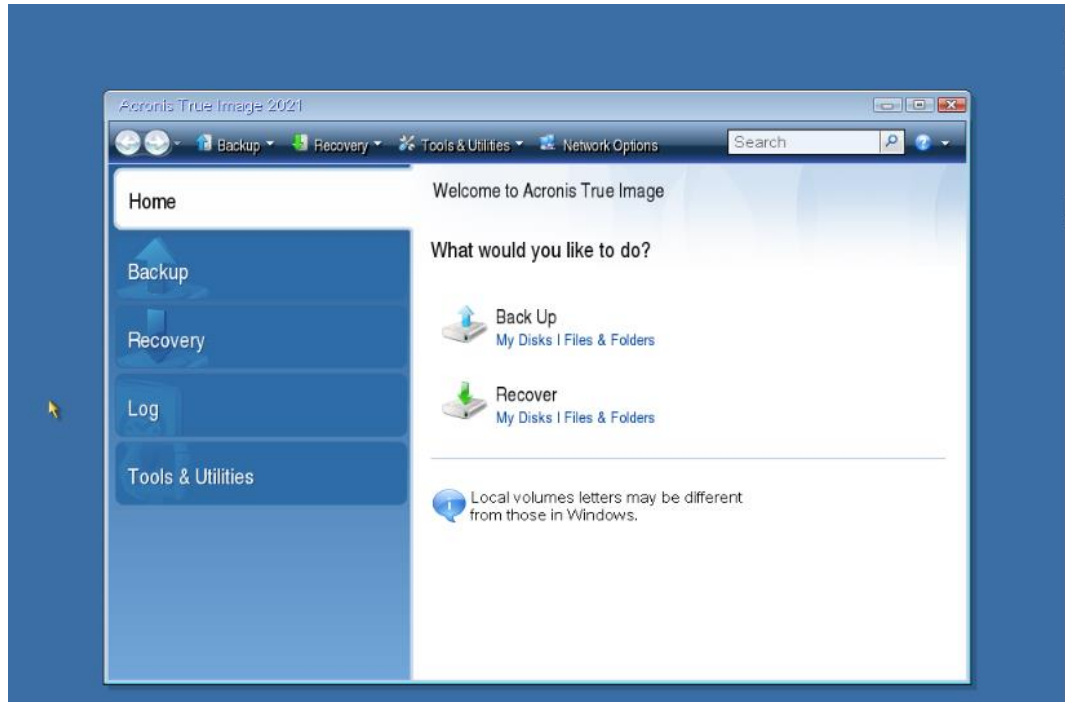 Acronis True Image 2021
Backup Recovery Tools & Utilities Network Options Search
Home
Backup
Recovery
Log
Tools & Utilities
Welcome to Acronis True Image
What would you like to do?
Back Up
My Disks | Files & Folders
Recover
My Disks | Files & Folders
Local volumes letters may be different
from those in Windows.